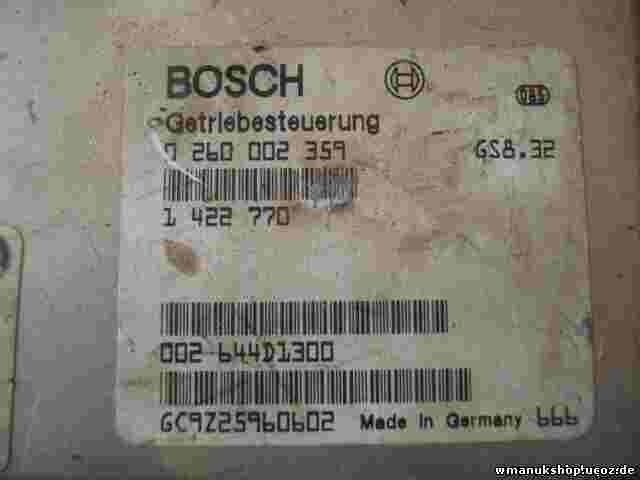 BOSCH
Getriebesteuerung
0 260 002 359 GS8.32
1 422 770
002-644D1300
GC9Z25960602 Made in Germany 666
wmanukshop.ucoz.de